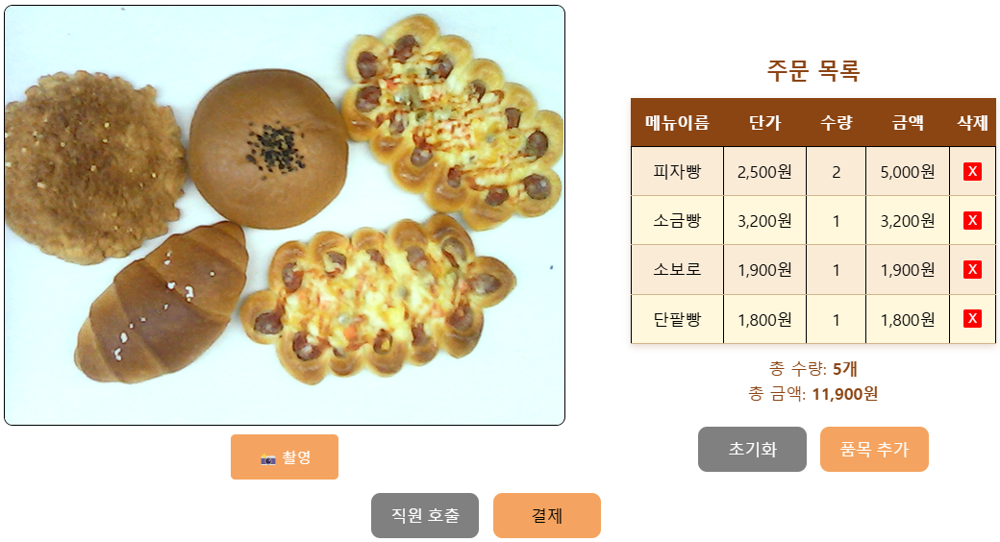 주문 목록
메뉴이름 단가 수량 금액 삭제
피자빵 2,500원 2 5,000원 X
소금빵 3,200원 1 3,200원 X
소보로 1,900원 1 1,900원 X
단팥빵 1,800원 1 1,800원 X
총 수량: 5개
총 금액: 11,900원
초기화 품목 추가
📸 촬영
직원 호출 결제